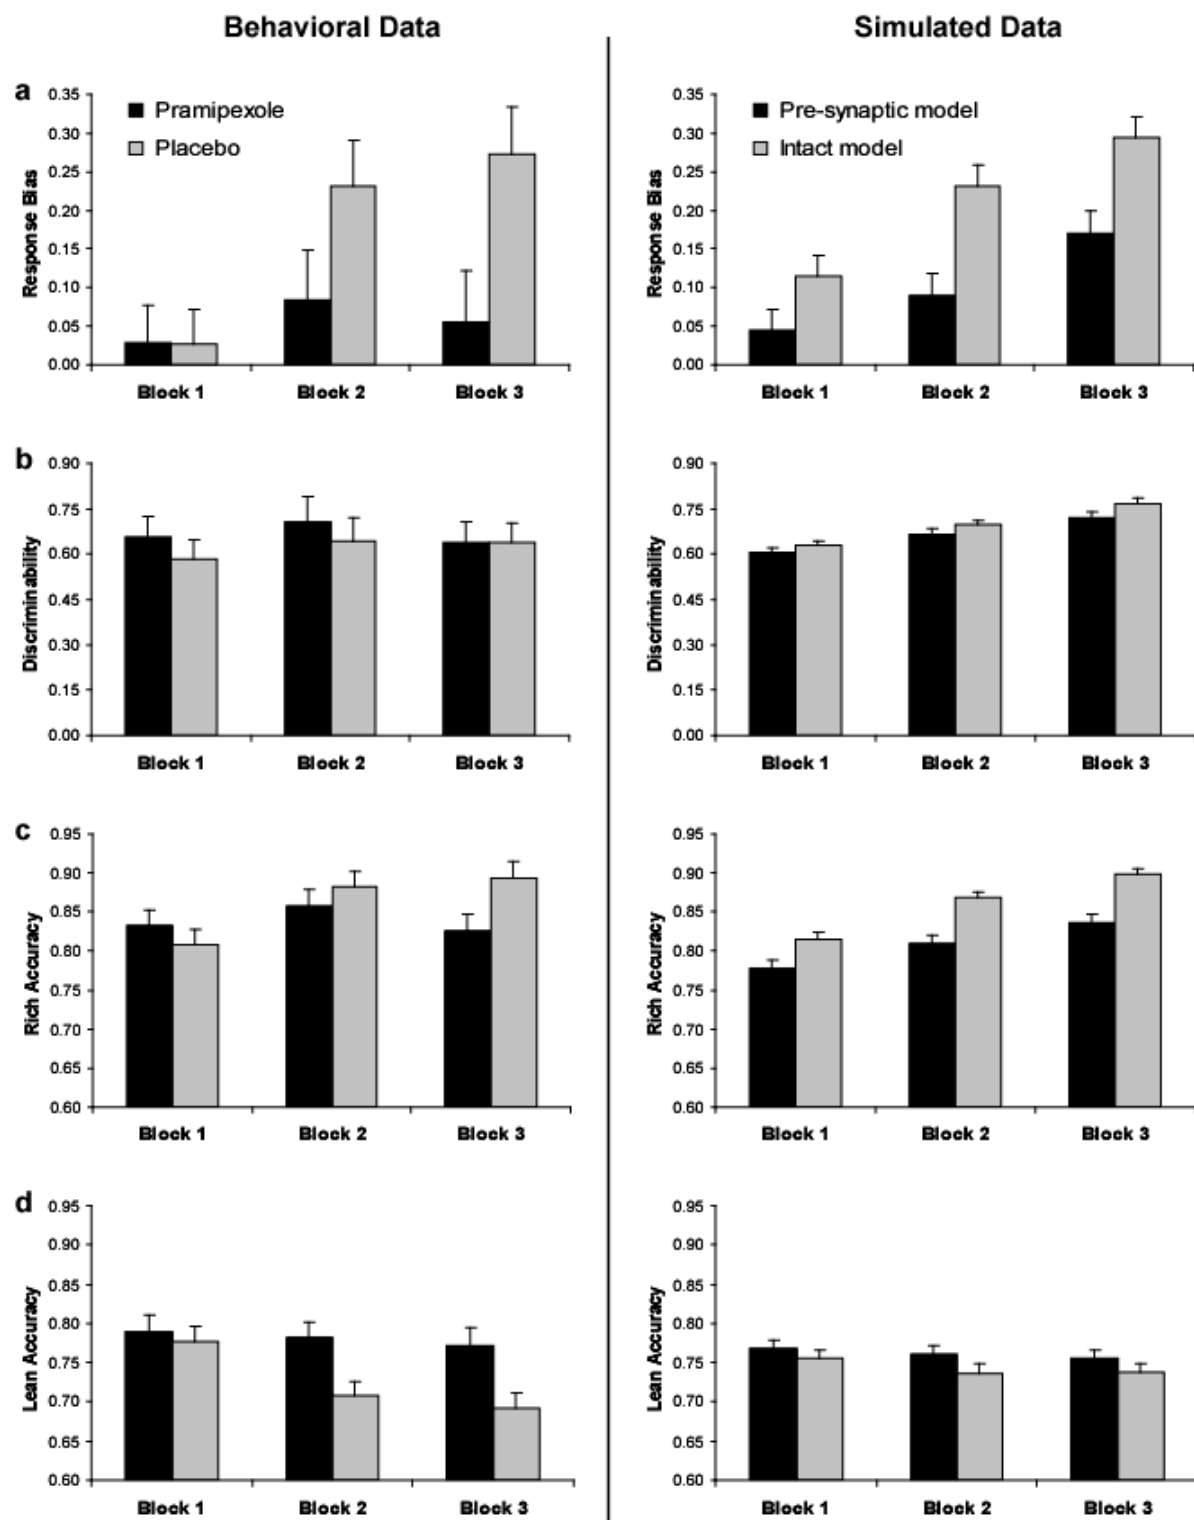 Behavioral Data
Simulated Data
a
0.35
0.30
0.25
0.20
0.15
0.10
0.05
0.00
Response Bias
Pramipexole
Placebo
Block 1
Block 2
Block 3
0.35
0.30
0.25
0.20
0.15
0.10
0.05
0.00
Response Bias
Pre-synaptic model
Intact model
Block 1
Block 2
Block 3
b
0.90
0.75
0.60
0.45
0.30
0.15
0.00
Discriminability
Block 1
Block 2
Block 3
0.90
0.75
0.60
0.45
0.30
0.15
0.00
Discriminability
Block 1
Block 2
Block 3
c
0.95
0.90
0.85
0.80
0.75
0.70
0.65
0.60
Rich Accuracy
Block 1
Block 2
Block 3
0.95
0.90
0.85
0.80
0.75
0.70
0.65
0.60
Rich Accuracy
Block 1
Block 2
Block 3
d
0.95
0.90
0.85
0.80
0.75
0.70
0.65
0.60
Lean Accuracy
Block 1
Block 2
Block 3
0.95
0.90
0.85
0.80
0.75
0.70
0.65
0.60
Lean Accuracy
Block 1
Block 2
Block 3